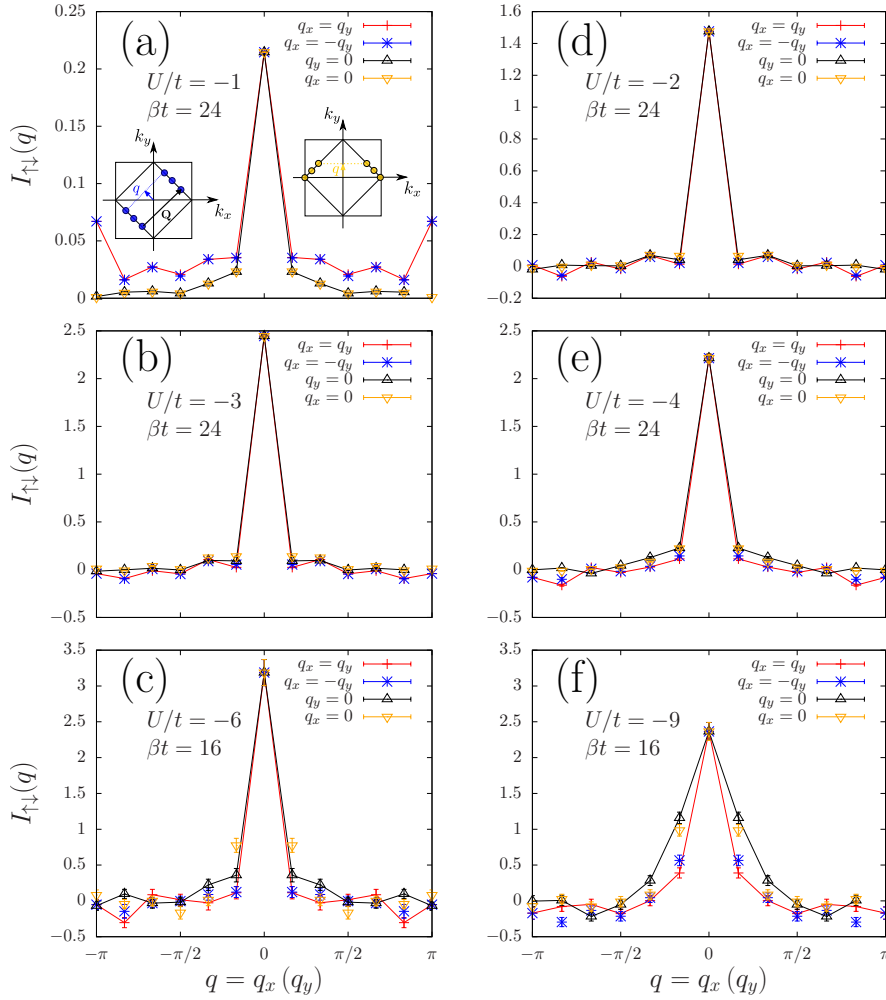 (a)
U/t = −1
βt = 24
q_x = q_y
q_x = −q_y
q_y = 0
q_x = 0
k_y
k_x
q
Q
k_y
k_x
q
I_↑↓(q)
0.25
0.2
0.15
0.1
0.05
0
(d)
U/t = −2
βt = 24
q_x = q_y
q_x = −q_y
q_y = 0
q_x = 0
1.6
1.4
1.2
1
0.8
0.6
0.4
0.2
0
−0.2
(b)
U/t = −3
βt = 24
q_x = q_y
q_x = −q_y
q_y = 0
q_x = 0
I_↑↓(q)
2.5
2
1.5
1
0.5
0
−0.5
(e)
U/t = −4
βt = 24
q_x = q_y
q_x = −q_y
q_y = 0
q_x = 0
2.5
2
1.5
1
0.5
0
−0.5
(c)
U/t = −6
βt = 16
q_x = q_y
q_x = −q_y
q_y = 0
q_x = 0
I_↑↓(q)
3.5
3
2.5
2
1.5
1
0.5
0
−0.5
−π
−π/2
0
π/2
π
q = q_x (q_y)
(f)
U/t = −9
βt = 16
q_x = q_y
q_x = −q_y
q_y = 0
q_x = 0
3.5
3
2.5
2
1.5
1
0.5
0
−0.5
−π
−π/2
0
π/2
π
q = q_x (q_y)